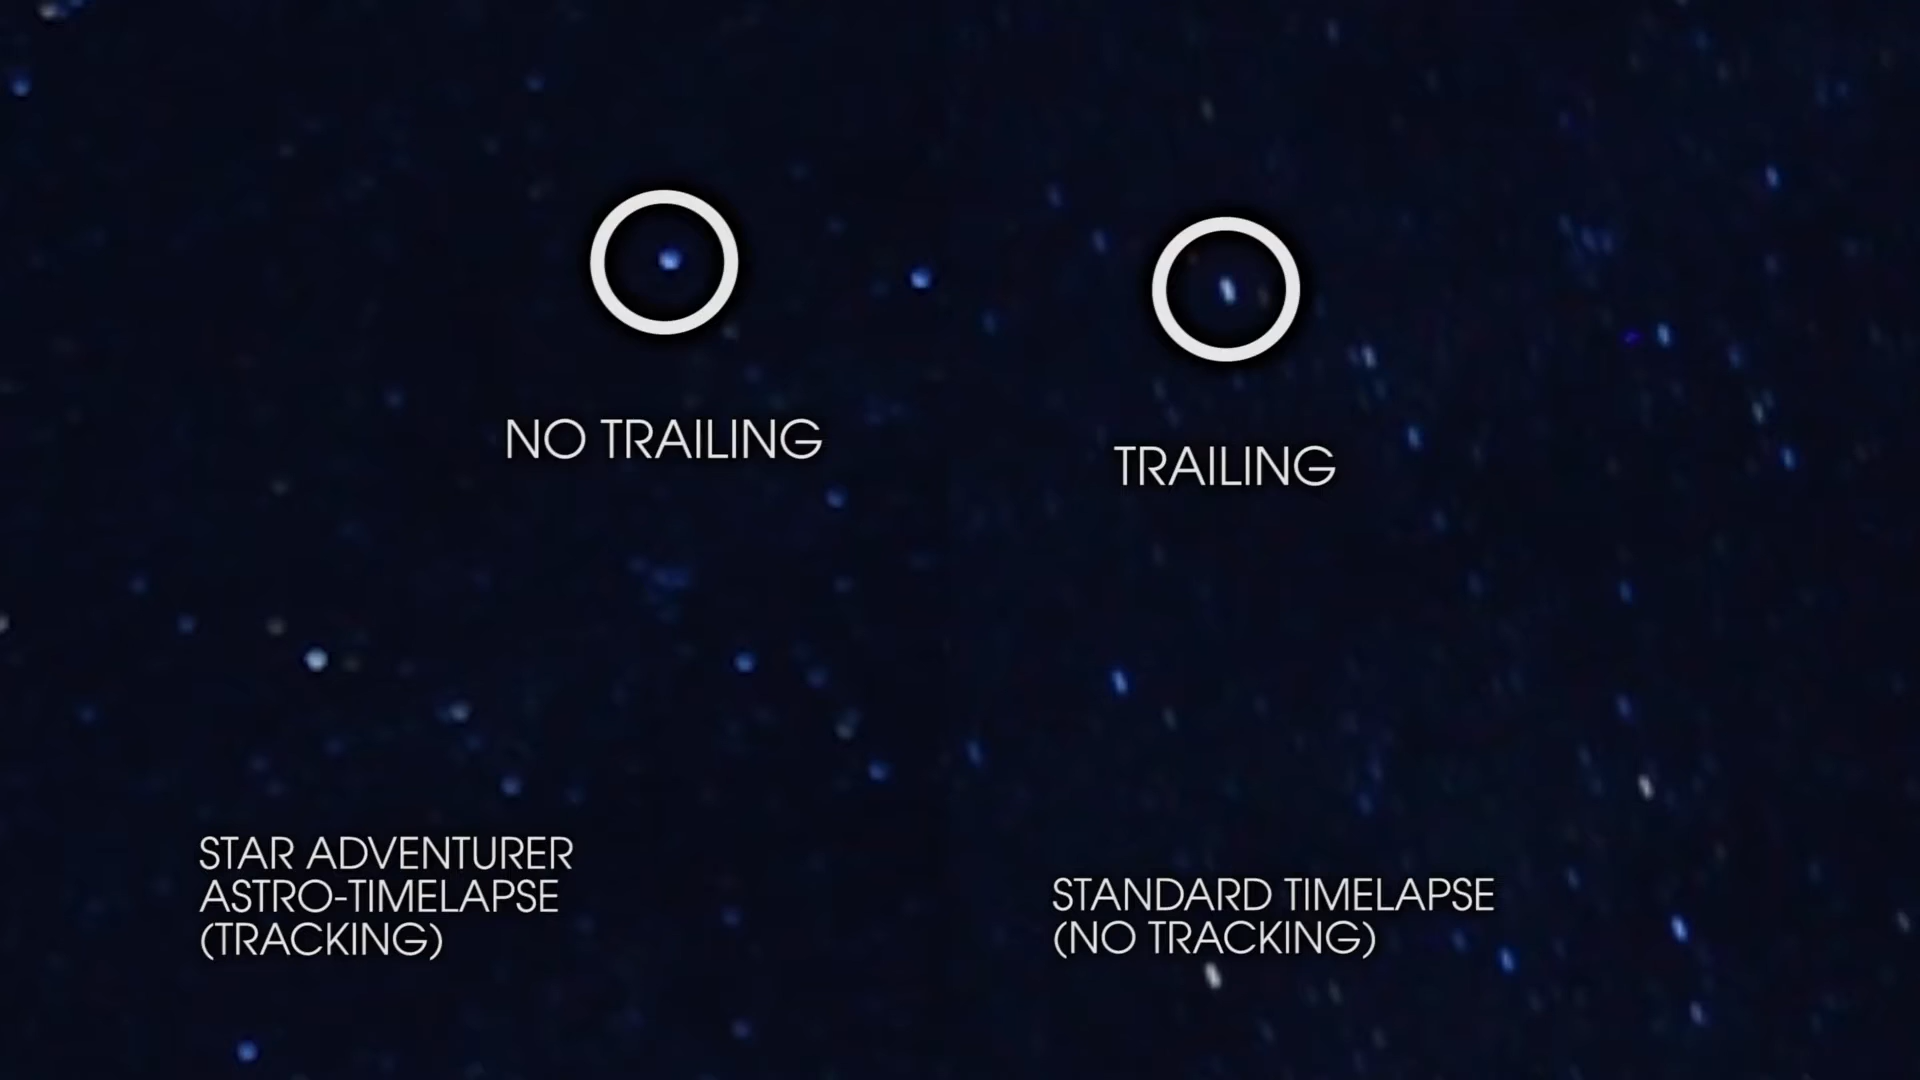 NO TRAILING
TRAILING
STAR ADVENTURER
ASTRO-TIMELAPSE
(TRACKING)
STANDARD TIMELAPSE
(NO TRACKING)